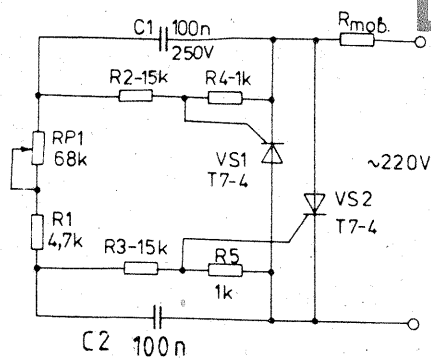 C1 100n
250V
Rтов.
R2-15k
R4-1k
RP1
68k
VS1
T7-4
~220V
VS2
T7-4
R1
4,7k
R3-15k
R5
1k
C2 100n